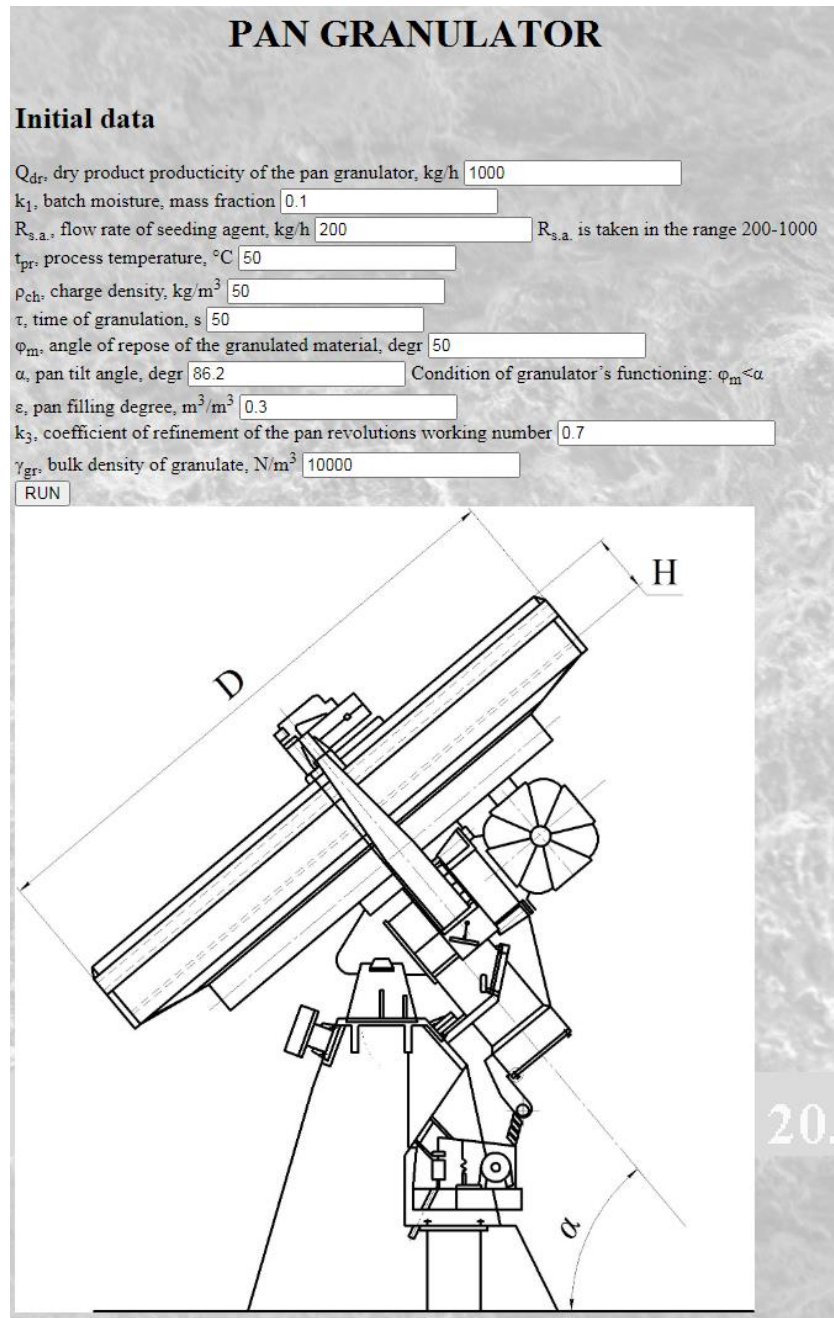 PAN GRANULATOR
Initial data
Qdr, dry product producticity of the pan granulator, kg/h 1000
k1, batch moisture, mass fraction 0.1
Rs.a., flow rate of seeding agent, kg/h 200 Rs.a. is taken in the range 200-1000
tpr, process temperature, °C 50
ρch, charge density, kg/m3 50
τ, time of granulation, s 50
φm, angle of repose of the granulated material, degr 50
α, pan tilt angle, degr 86.2 Condition of granulator’s functioning: φm<α
ε, pan filling degree, m3/m3 0.3
k3, coefficient of refinement of the pan revolutions working number 0.7
γgr, bulk density of granulate, N/m3 10000
RUN
H
D
20.
α